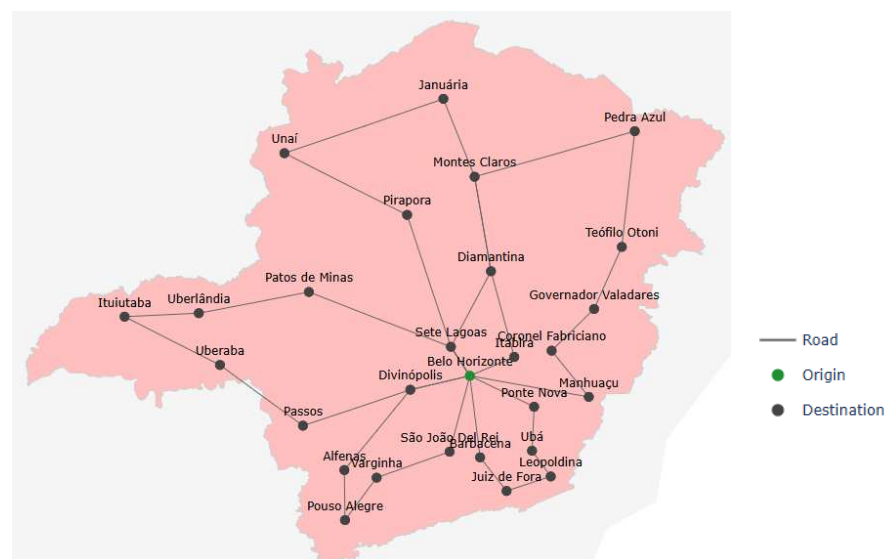 Januária
Pedra Azul
Unaí
Montes Claros
Pirapora
Teófilo Otoni
Diamantina
Patos de Minas
Governador Valadares
Ituiutaba
Uberlândia
Sete Lagoas
Coronel Fabriciano
Itabira
Uberaba
Belo Horizonte
Divinópolis
Manhuaçu
Ponte Nova
Passos
São João Del Rei
Barbacena
Ubá
Alfenas
Varginha
Leopoldina
Juiz de Fora
Pouso Alegre
Road
Origin
Destination